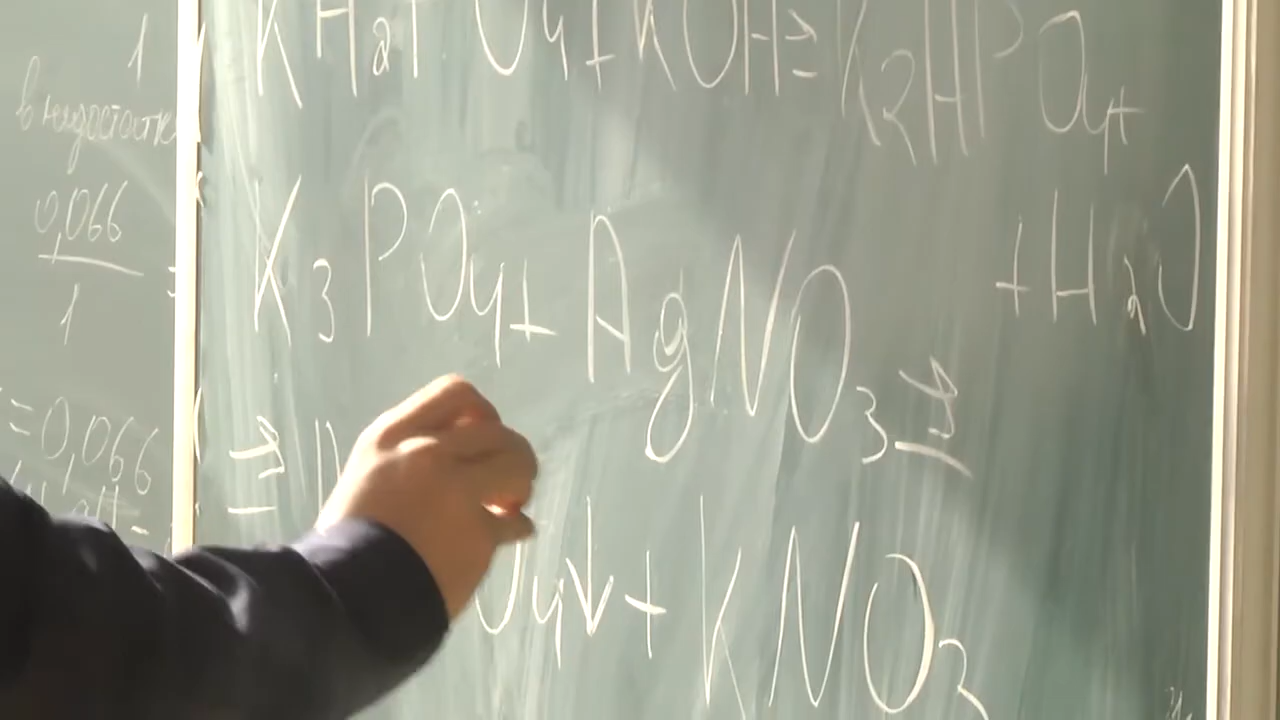 1
в недостатке
0,066
1
=0,066
KH2PO4+KOH=>K2HPO4+
+H2O
K3PO4+AgNO3=>
=>
O4↓+KNO3